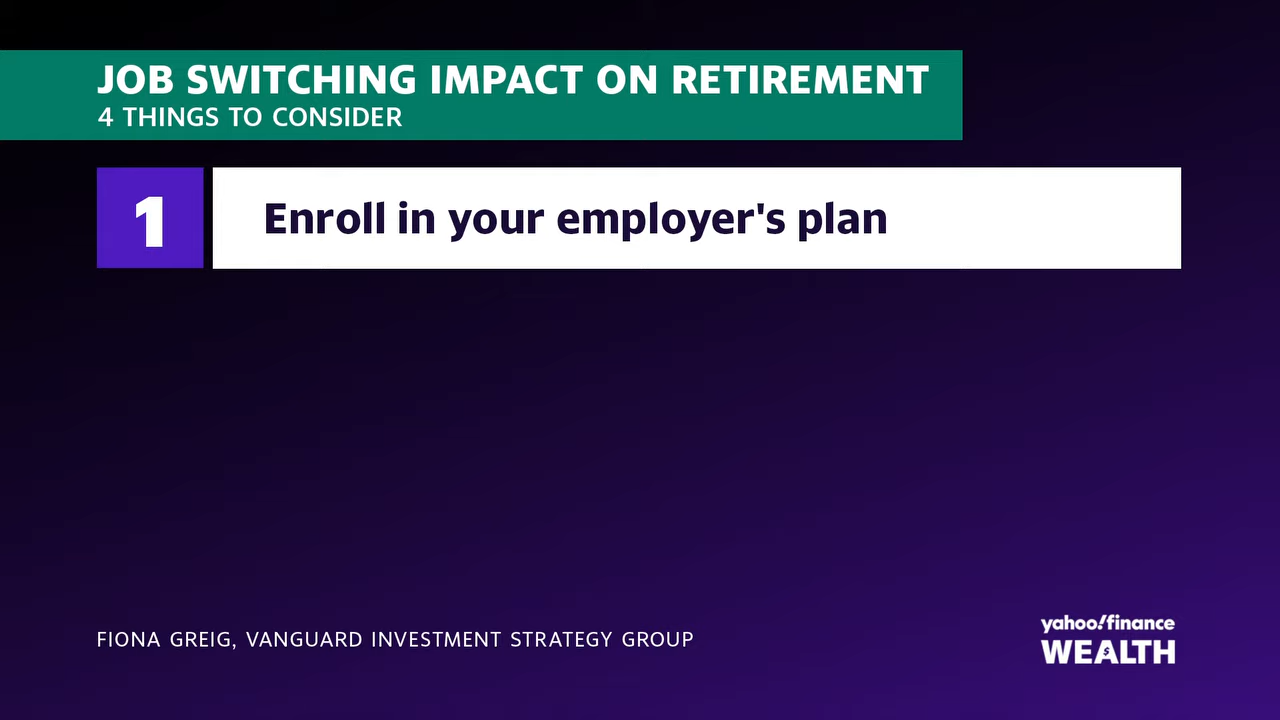 JOB SWITCHING IMPACT ON RETIREMENT
4 THINGS TO CONSIDER
1 Enroll in your employer's plan
FIONA GREIG, VANGUARD INVESTMENT STRATEGY GROUP
yahoo!finance
WEALTH